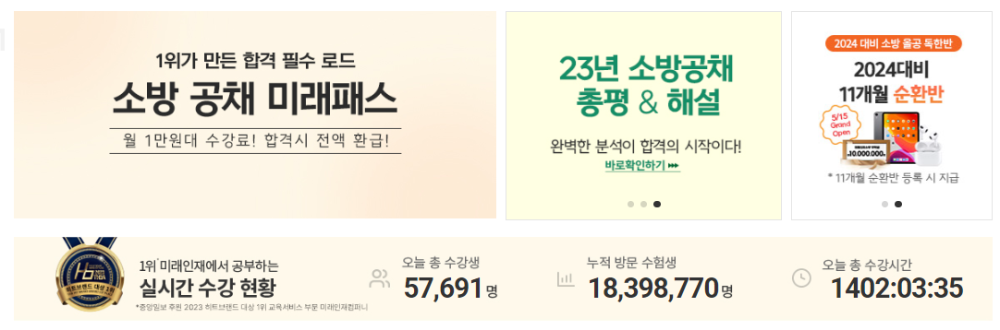 1위가 만든 합격 필수 로드
소방 공채 미래패스
월 1만원대 수강료! 합격시 전액 환급!
23년 소방공채
총평 & 해설
완벽한 분석이 합격의 시작이다!
바로확인하기
2024 대비 소방 올공 독한반
2024대비
11개월 순환반
5/15
Grand
Open
10,000,000
* 11개월 순환반 등록 시 지급
히트브랜드 대상 1위
1위 미래인재에서 공부하는
실시간 수강 현황
*중앙일보 후원 2023 히트브랜드 대상 1위 교육서비스 부문 미래인재컴퍼니
오늘 총 수강생
57,691명
누적 방문 수험생
18,398,770명
오늘 총 수강시간
1402:03:35